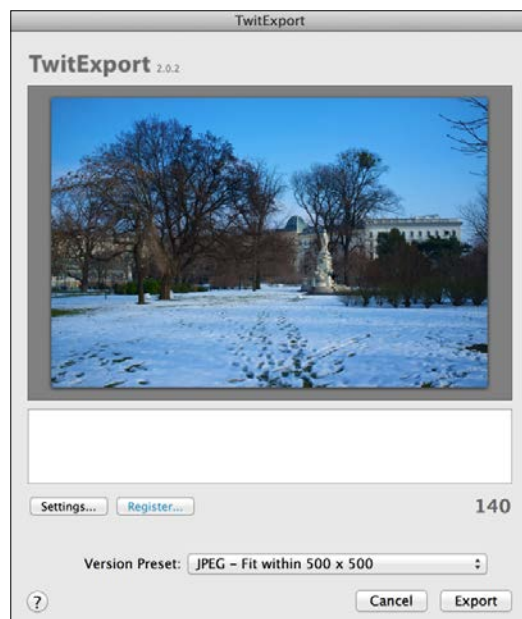 TwitExport
TwitExport 2.0.2
Settings... Register... 140
Version Preset: JPEG – Fit within 500 x 500
? Cancel Export